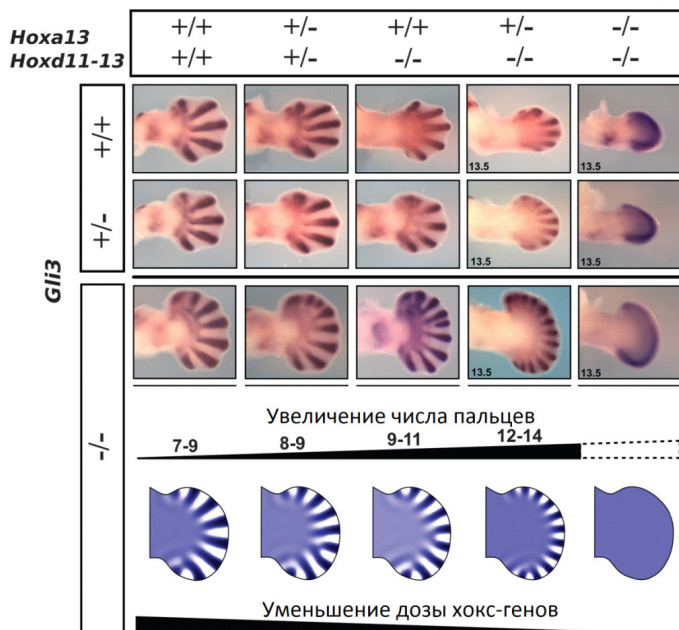 Hoxa13 +/+ +/- +/+ +/- -/-
Hoxd11-13 +/+ +/- -/- -/- -/-
Gli3
+/+
13.5 13.5
+/-
13.5 13.5
-/-
13.5 13.5
Увеличение числа пальцев
7-9 8-9 9-11 12-14
Уменьшение дозы хокс-генов